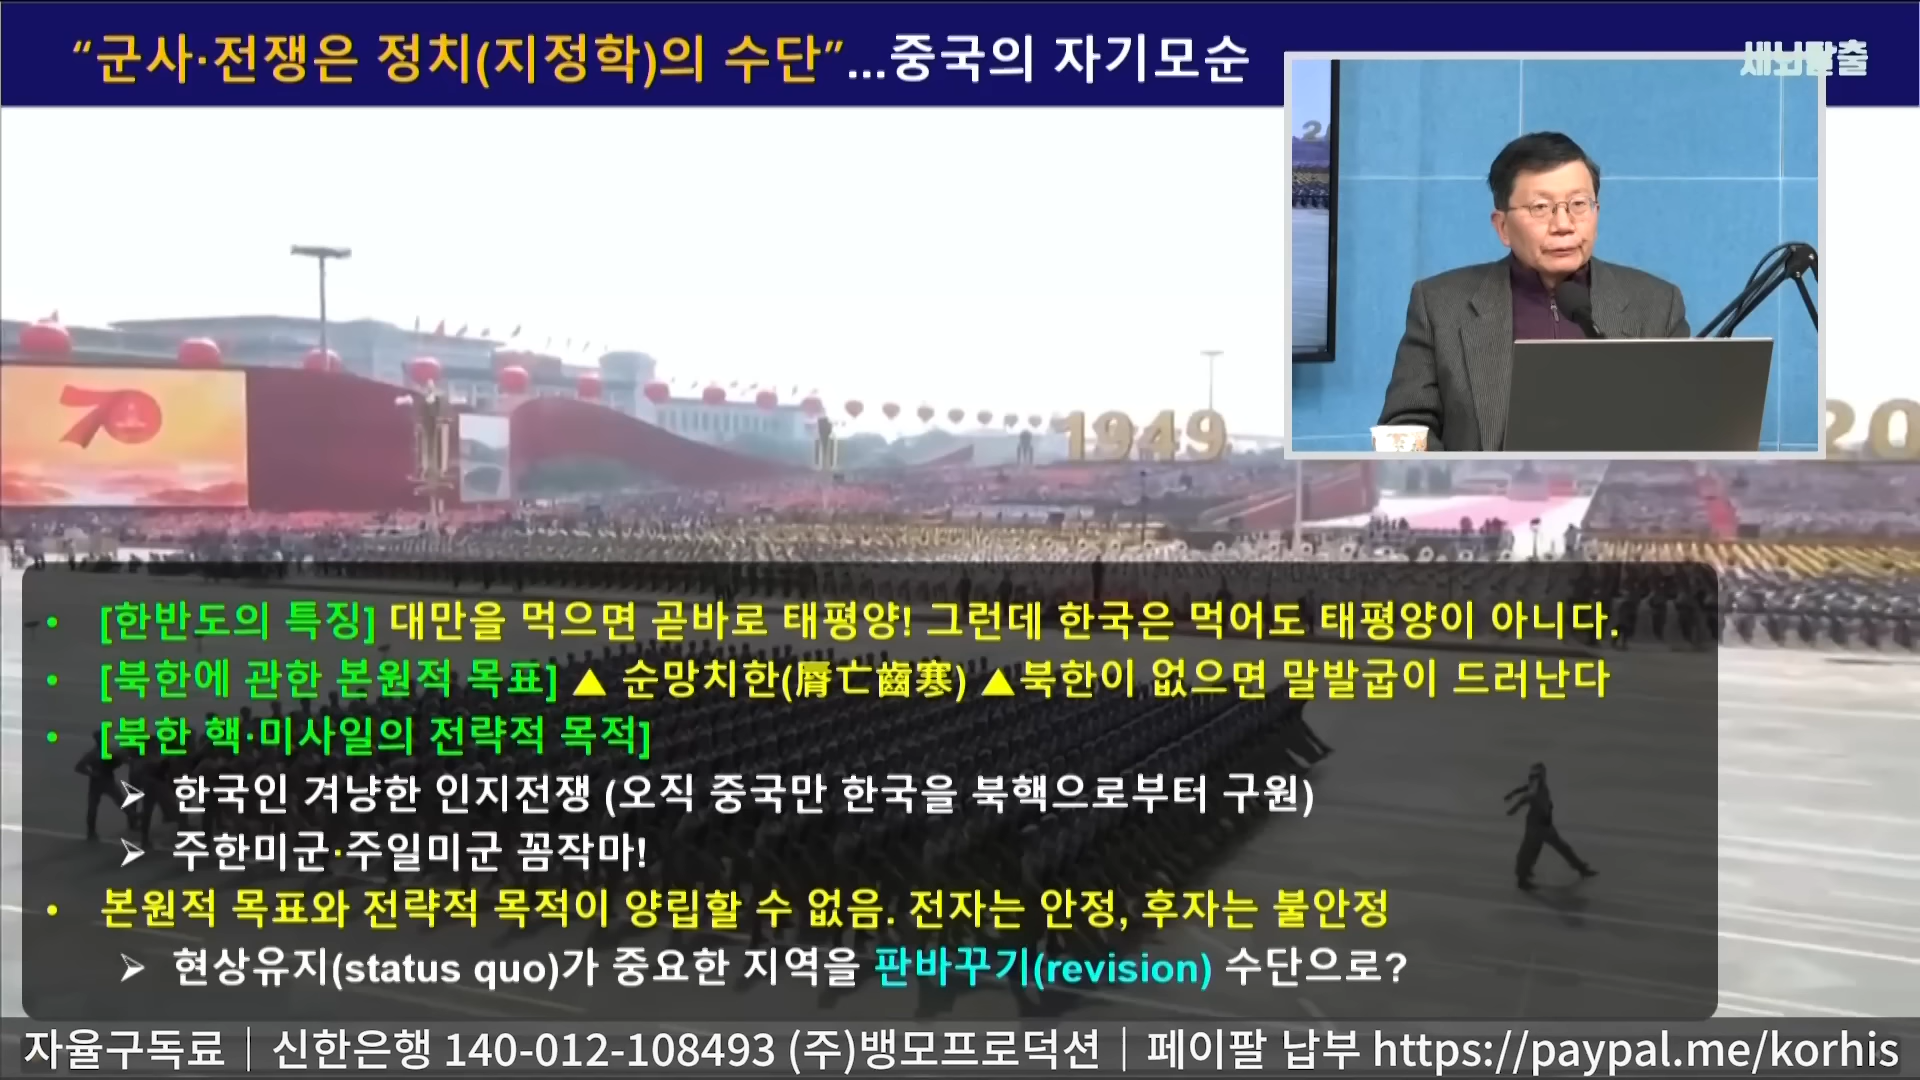 “군사·전쟁은 정치(지정학)의 수단”...중국의 자기모순
세뇌탈출
70
1949
20
• [한반도의 특징] 대만을 먹으면 곧바로 태평양! 그런데 한국은 먹어도 태평양이 아니다.
• [북한에 관한 본원적 목표] ▲ 순망치한(脣亡齒寒) ▲북한이 없으면 말발굽이 드러난다
• [북한 핵·미사일의 전략적 목적]
➢ 한국인 겨냥한 인지전쟁 (오직 중국만 한국을 북핵으로부터 구원)
➢ 주한미군·주일미군 꼼작마!
• 본원적 목표와 전략적 목적이 양립할 수 없음. 전자는 안정, 후자는 불안정
➢ 현상유지(status quo)가 중요한 지역을 판바꾸기(revision) 수단으로?
자율구독료｜신한은행 140-012-108493 (주)뱅모프로덕션｜페이팔 납부 https://paypal.me/korhis